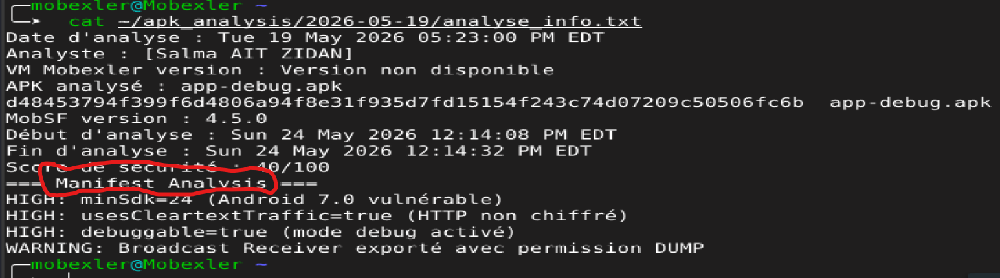 mobexler@Mobexler ~
cat ~/apk_analysis/2026-05-19/analyse_info.txt
Date d'analyse : Tue 19 May 2026 05:23:00 PM EDT
Analyste : [Salma AIT ZIDAN]
VM Mobexler version : Version non disponible
APK analysé : app-debug.apk
d48453794f399f6d4806a94f8e31f935d7fd15154f243c74d07209c50506fc6b  app-debug.apk
MobSF version : 4.5.0
Début d'analyse : Sun 24 May 2026 12:14:08 PM EDT
Fin d'analyse : Sun 24 May 2026 12:14:32 PM EDT
Score de sécurité : 40/100
=== Manifest Analysis ===
HIGH: minSdk=24 (Android 7.0 vulnérable)
HIGH: usesCleartextTraffic=true (HTTP non chiffré)
HIGH: debuggable=true (mode debug activé)
WARNING: Broadcast Receiver exporté avec permission DUMP
mobexler@Mobexler ~